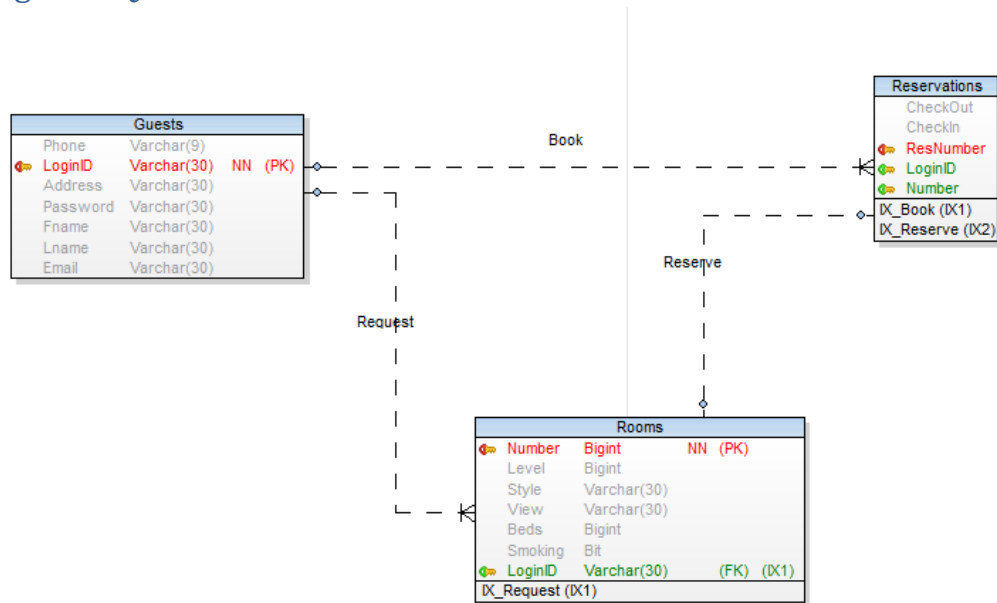 Guests
Phone Varchar(9)
LoginID Varchar(30) NN (PK)
Address Varchar(30)
Password Varchar(30)
Fname Varchar(30)
Lname Varchar(30)
Email Varchar(30)
Book
Reservations
CheckOut
CheckIn
ResNumber
LoginID
Number
IX_Book (IX1)
IX_Reserve (IX2)
Reserve
Request
Rooms
Number Bigint NN (PK)
Level Bigint
Style Varchar(30)
View Varchar(30)
Beds Bigint
Smoking Bit
LoginID Varchar(30) (FK) (IX1)
IX_Request (IX1)